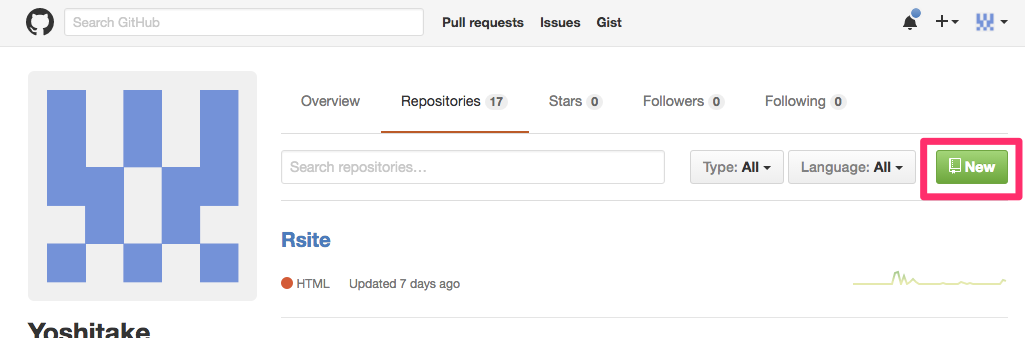 Search GitHub Pull requests Issues Gist
Overview Repositories 17 Stars 0 Followers 0 Following 0
Search repositories... Type: All Language: All New
Rsite
HTML Updated 7 days ago
Yoshitake